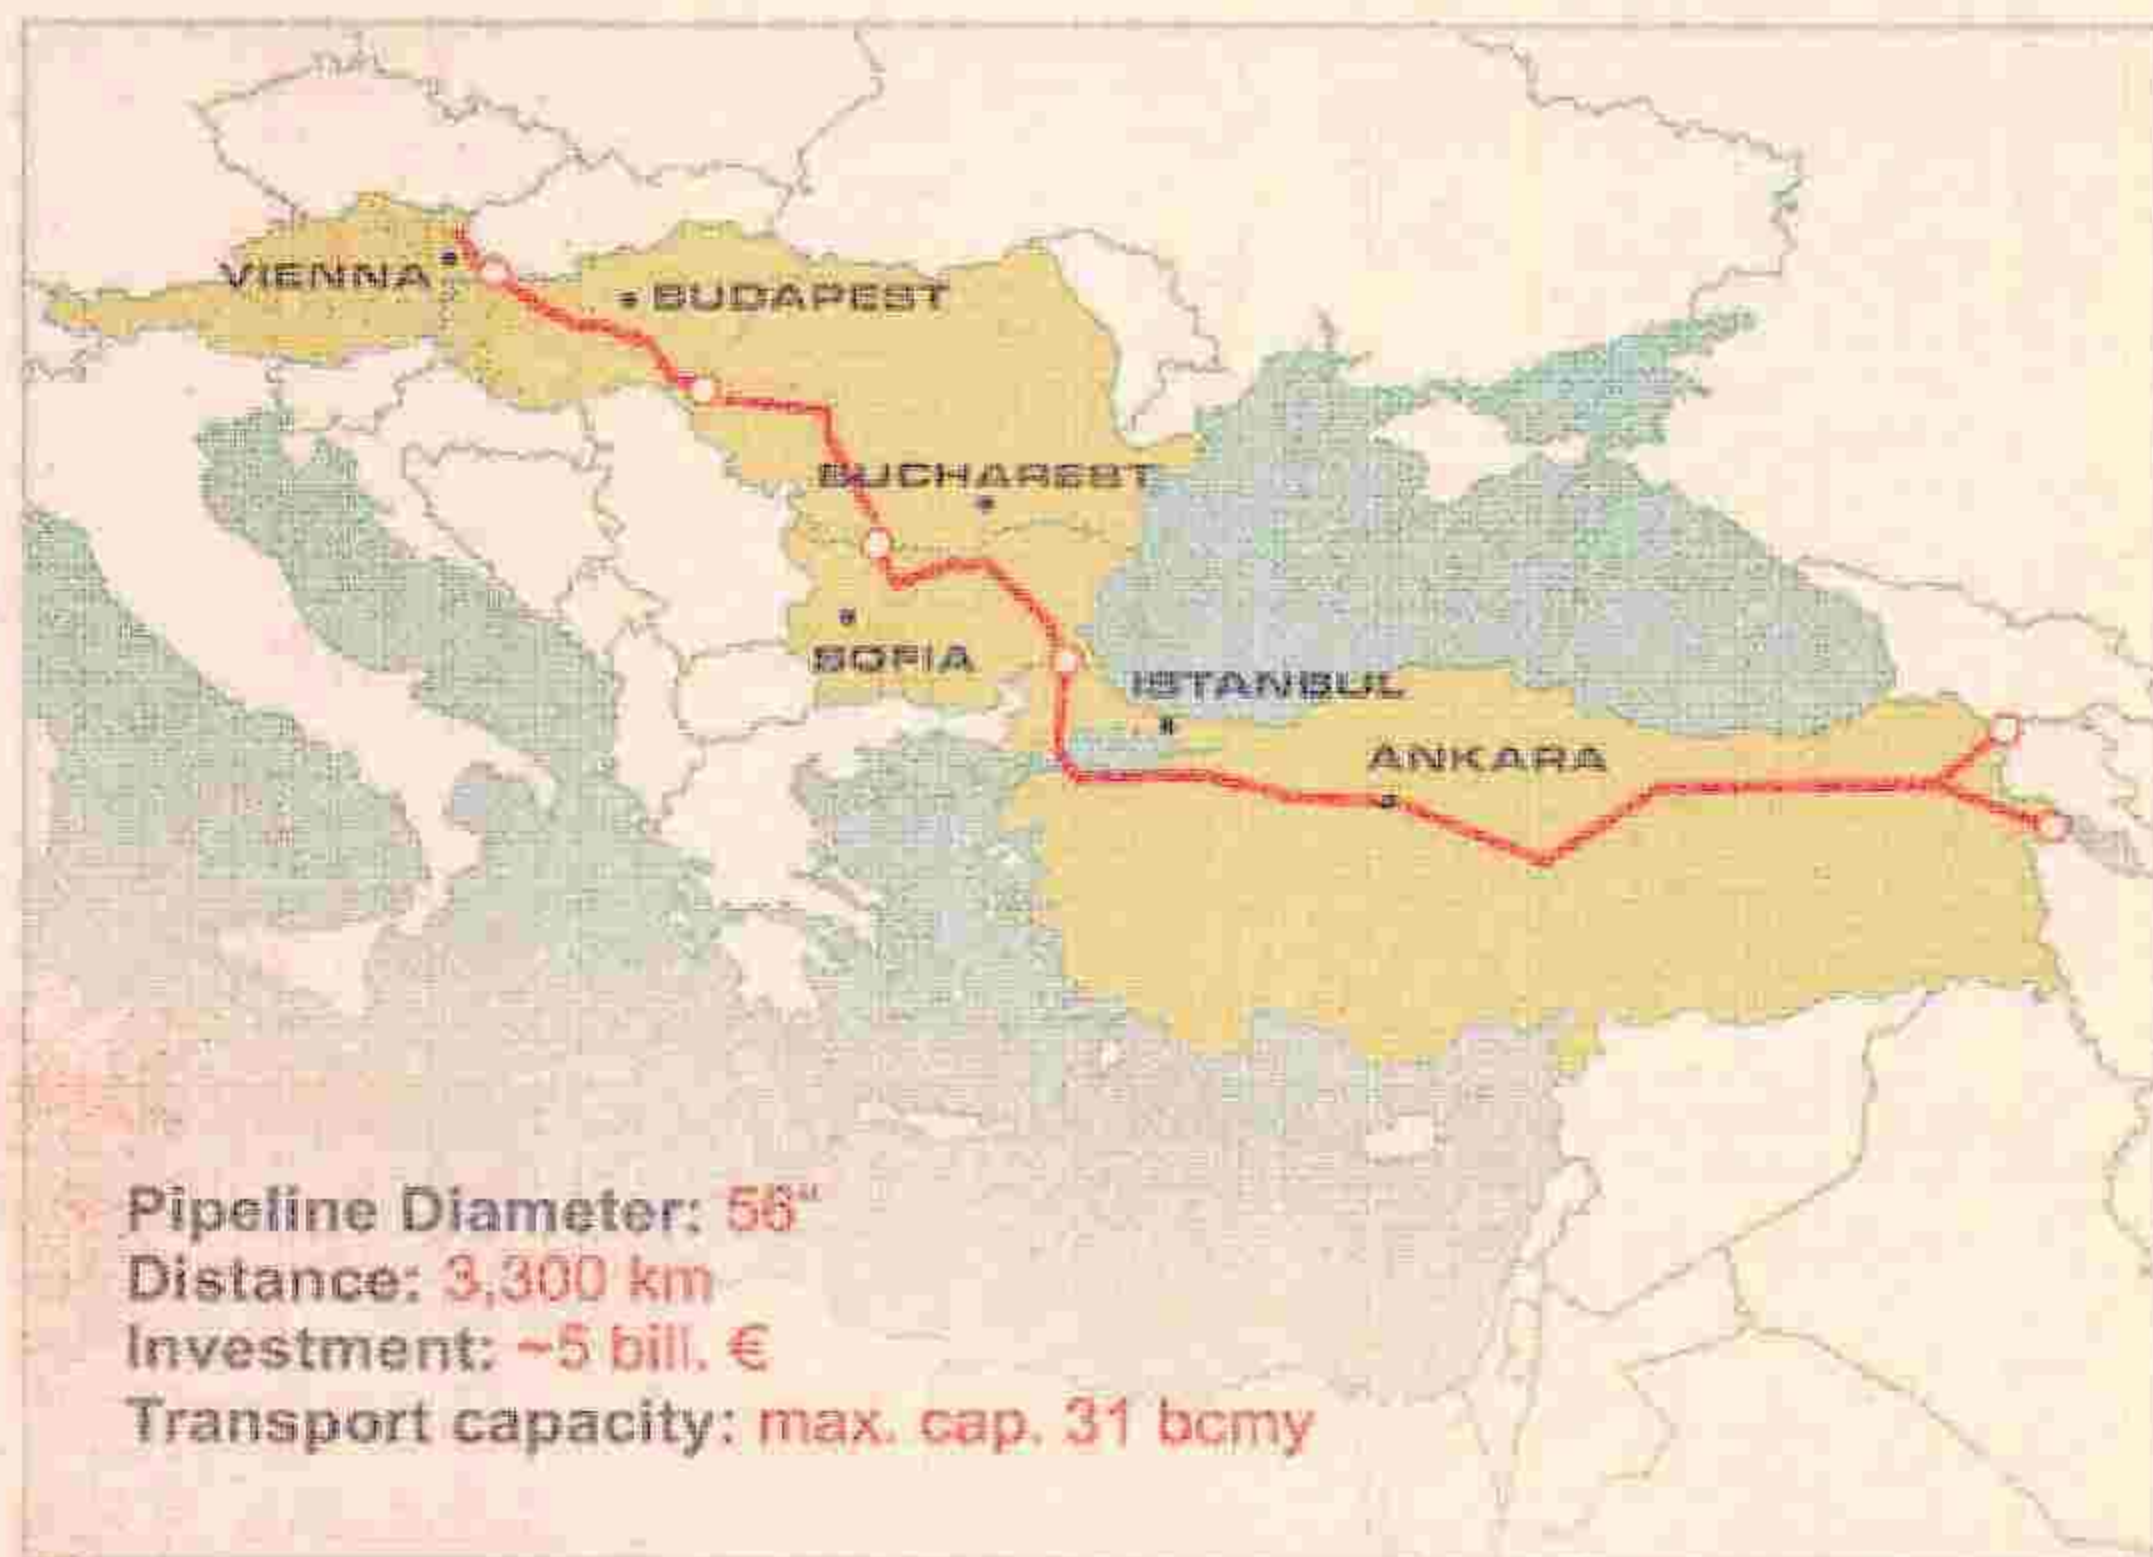 VIENNA
BUDAPEST
BUCHAREST
SOFIA
ISTANBUL
ANKARA
Pipeline Diameter: 56“
Distance: 3,300 km
Investment: ~5 bill. €
Transport capacity: max. cap. 31 bcmy